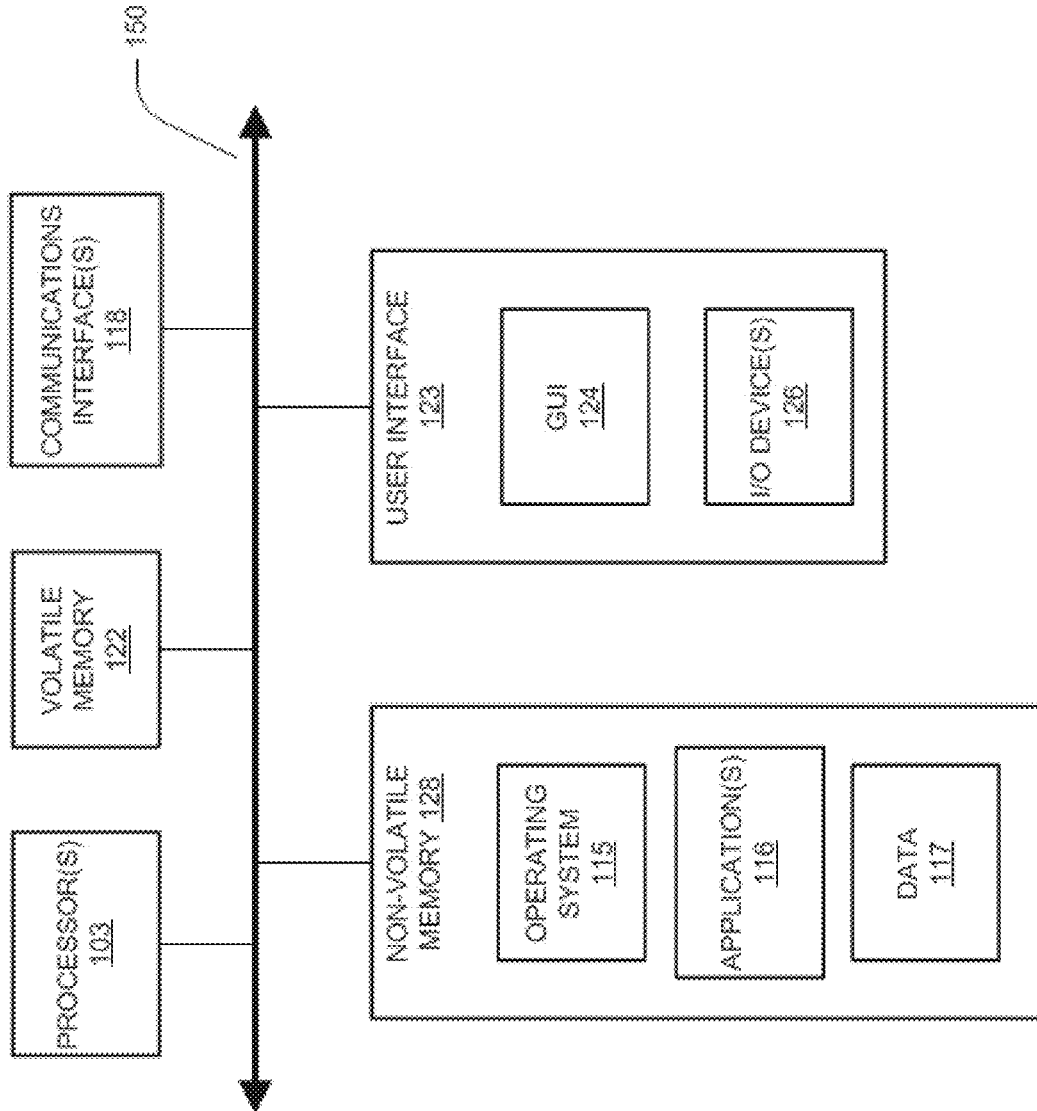 PROCESSOR(S)
103
VOLATILE
MEMORY
122
COMMUNICATIONS
INTERFACE(S)
118
150
NON-VOLATILE
MEMORY 128
OPERATING
SYSTEM
115
APPLICATION(S)
116
DATA
117
USER INTERFACE
123
GUI
124
I/O DEVICE(S)
126